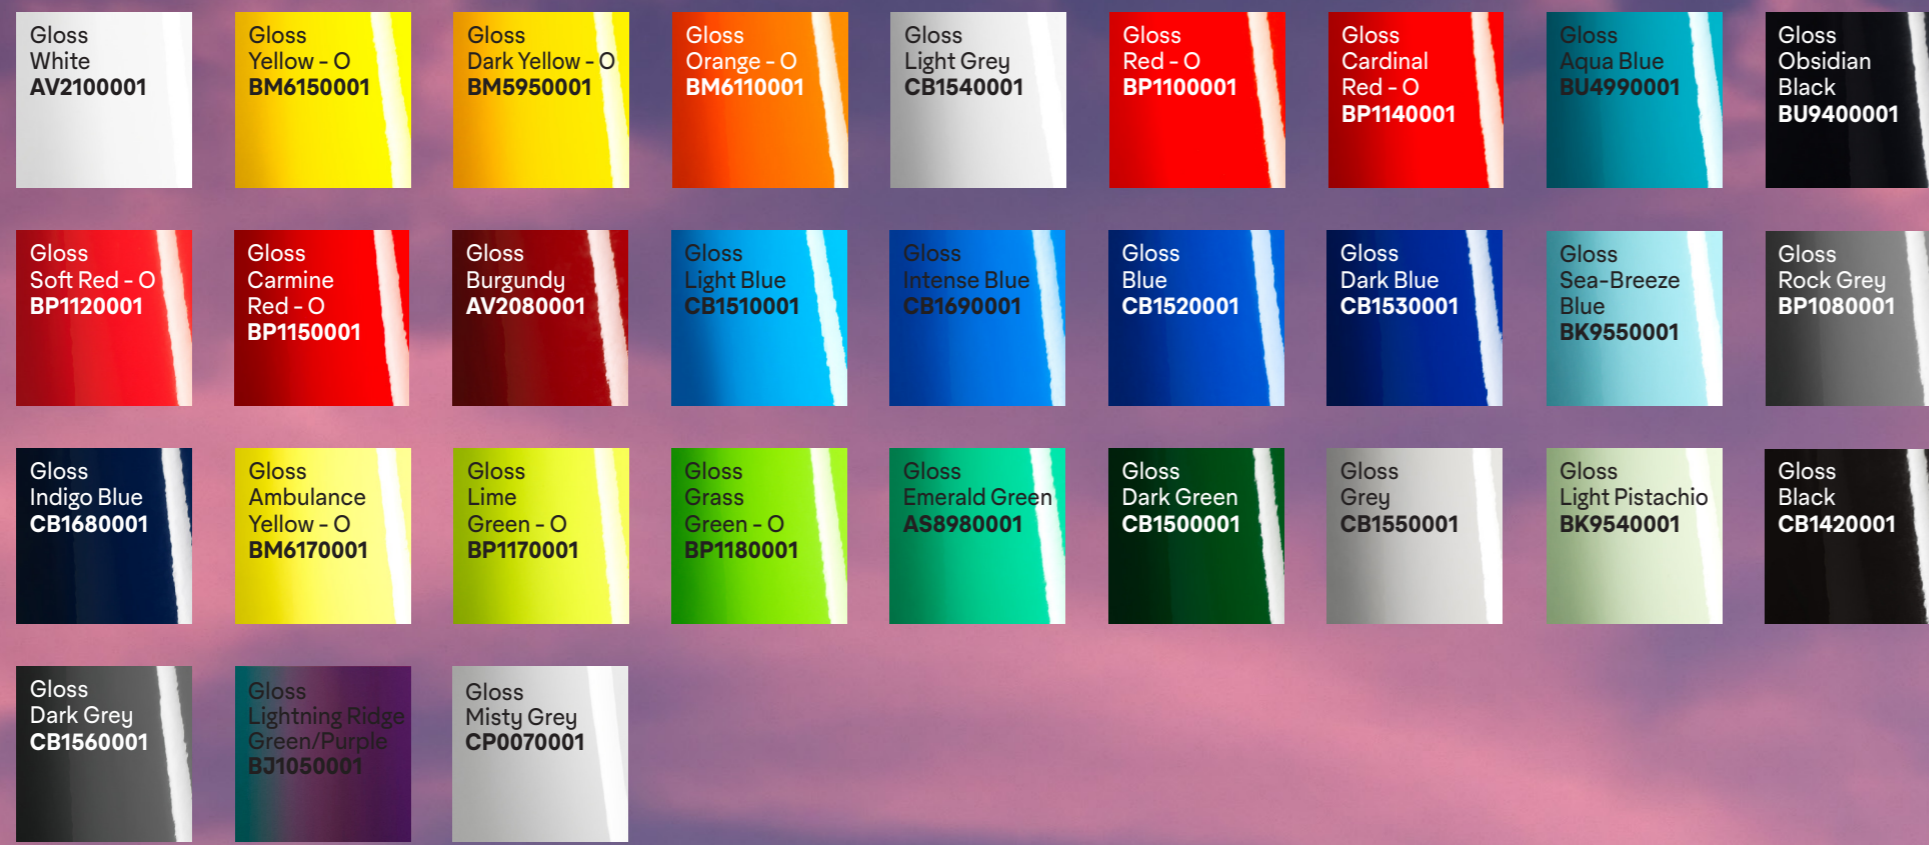 Gloss
White
AV2100001
Gloss
Yellow - O
BM6150001
Gloss
Dark Yellow - O
BM5950001
Gloss
Orange - O
BM6110001
Gloss
Light Grey
CB1540001
Gloss
Red - O
BP1100001
Gloss
Cardinal
Red - O
BP1140001
Gloss
Aqua Blue
BU4990001
Gloss
Obsidian
Black
BU9400001
Gloss
Soft Red - O
BP1120001
Gloss
Carmine
Red - O
BP1150001
Gloss
Burgundy
AV2080001
Gloss
Light Blue
CB1510001
Gloss
Intense Blue
CB1690001
Gloss
Blue
CB1520001
Gloss
Dark Blue
CB1530001
Gloss
Sea-Breeze
Blue
BK9550001
Gloss
Rock Grey
BP1080001
Gloss
Indigo Blue
CB1680001
Gloss
Ambulance
Yellow - O
BM6170001
Gloss
Lime
Green - O
BP1170001
Gloss
Grass
Green - O
BP1180001
Gloss
Emerald Green
AS8980001
Gloss
Dark Green
CB1500001
Gloss
Grey
CB1550001
Gloss
Light Pistachio
BK9540001
Gloss
Black
CB1420001
Gloss
Dark Grey
CB1560001
Gloss
Lightning Ridge
Green/Purple
BJ1050001
Gloss
Misty Grey
CP0070001